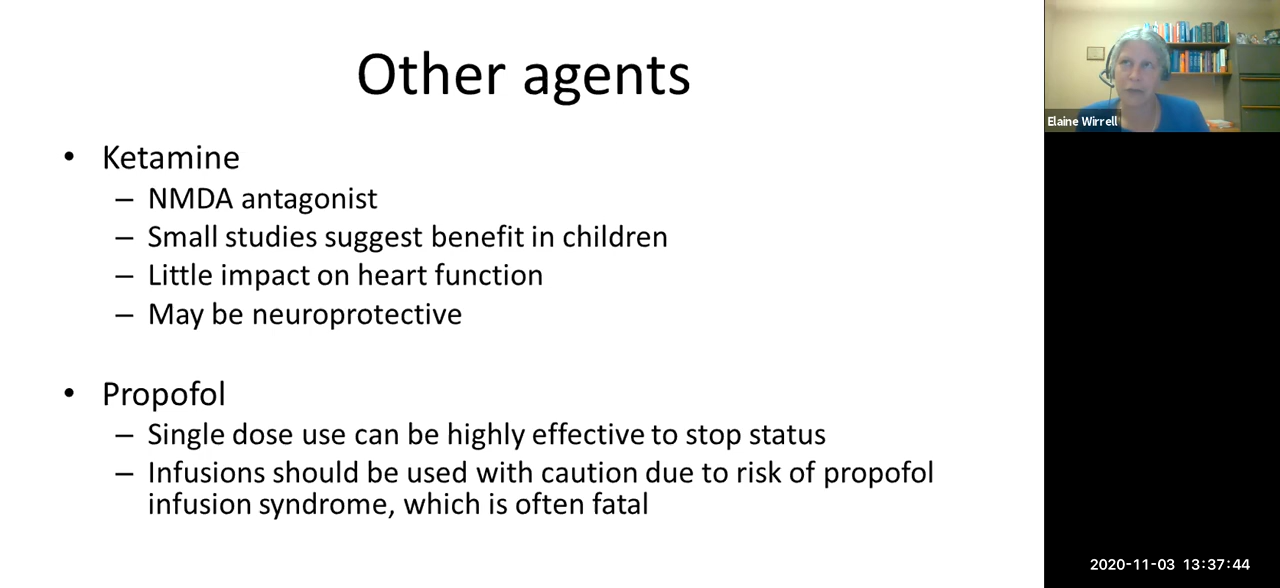 Other agents
• Ketamine
– NMDA antagonist
– Small studies suggest benefit in children
– Little impact on heart function
– May be neuroprotective
• Propofol
– Single dose use can be highly effective to stop status
– Infusions should be used with caution due to risk of propofol
infusion syndrome, which is often fatal
Elaine Wirrell
2020-11-03 13:37:44